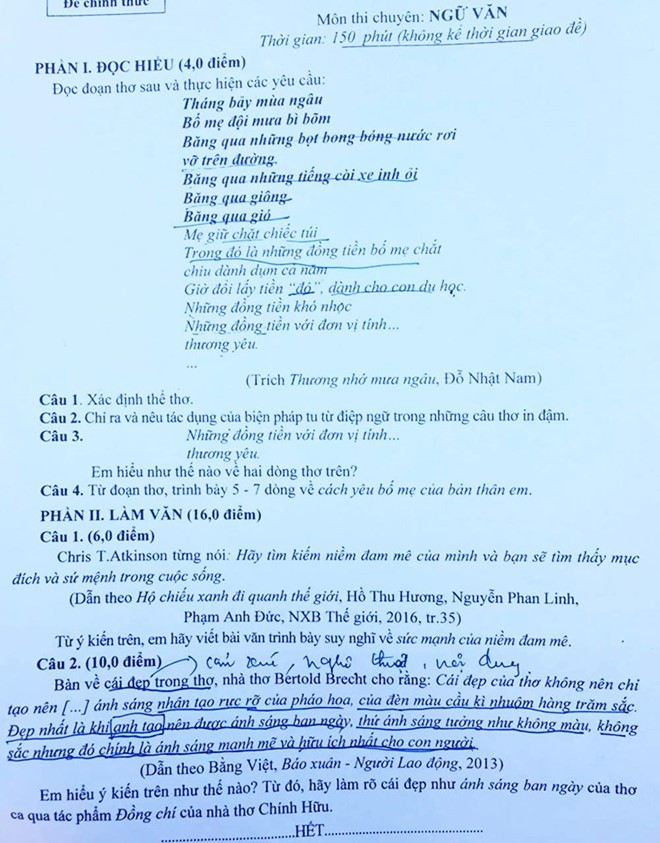 Đề chính thức
Môn thi chuyên: NGỮ VĂN
Thời gian: 150 phút (không kể thời gian giao đề)
PHẦN I. ĐỌC HIỂU (4,0 điểm)
Đọc đoạn thơ sau và thực hiện các yêu cầu:
Tháng bảy mùa ngâu
Bố mẹ đội mưa bì bõm
Băng qua những bọt bong bóng nước rơi
vỡ trên đường.
Băng qua những tiếng còi xe inh ỏi
Băng qua giông
Băng qua gió
Mẹ giữ chặt chiếc túi
Trong đó là những đồng tiền bố mẹ chắt
chiu dành dụm cả năm
Giờ đổi lấy tiền "đô", dành cho con du học.
Những đồng tiền khó nhọc
Những đồng tiền với đơn vị tính...
thương yêu.
...
(Trích Thương nhớ mưa ngâu, Đỗ Nhật Nam)
Câu 1. Xác định thể thơ.
Câu 2. Chỉ ra và nêu tác dụng của biện pháp tu từ điệp ngữ trong những câu thơ in đậm.
Câu 3. Những đồng tiền với đơn vị tính...
thương yêu.
Em hiểu như thế nào về hai dòng thơ trên?
Câu 4. Từ đoạn thơ, trình bày 5 - 7 dòng về cách yêu bố mẹ của bản thân em.
PHẦN II. LÀM VĂN (16,0 điểm)
Câu 1. (6,0 điểm)
Chris T.Atkinson từng nói: Hãy tìm kiếm niềm đam mê của mình và bạn sẽ tìm thấy mục
đích và sứ mệnh trong cuộc sống.
(Dẫn theo Hộ chiếu xanh đi quanh thế giới, Hồ Thu Hương, Nguyễn Phan Linh,
Phạm Anh Đức, NXB Thế giới, 2016, tr.35)
Từ ý kiến trên, em hãy viết bài văn trình bày suy nghĩ về sức mạnh của niềm đam mê.
Câu 2. (10,0 điểm) → cảm xúc, nghệ thuật, nội dung
Bàn về cái đẹp trong thơ, nhà thơ Bertold Brecht cho rằng: Cái đẹp của thơ không nên chỉ
tạo nên [...] ánh sáng nhân tạo rực rỡ của pháo hoa, của đèn màu cầu kì nhuộm hàng trăm sắc.
Đẹp nhất là khi anh tạo nên được ánh sáng ban ngày, thứ ánh sáng tưởng như không màu, không
sắc nhưng đó chính là ánh sáng mạnh mẽ và hữu ích nhất cho con người.
(Dẫn theo Bằng Việt, Báo xuân - Người Lao động, 2013)
Em hiểu ý kiến trên như thế nào? Từ đó, hãy làm rõ cái đẹp như ánh sáng ban ngày của thơ
ca qua tác phẩm Đồng chí của nhà thơ Chính Hữu.
..............................HẾT..............................